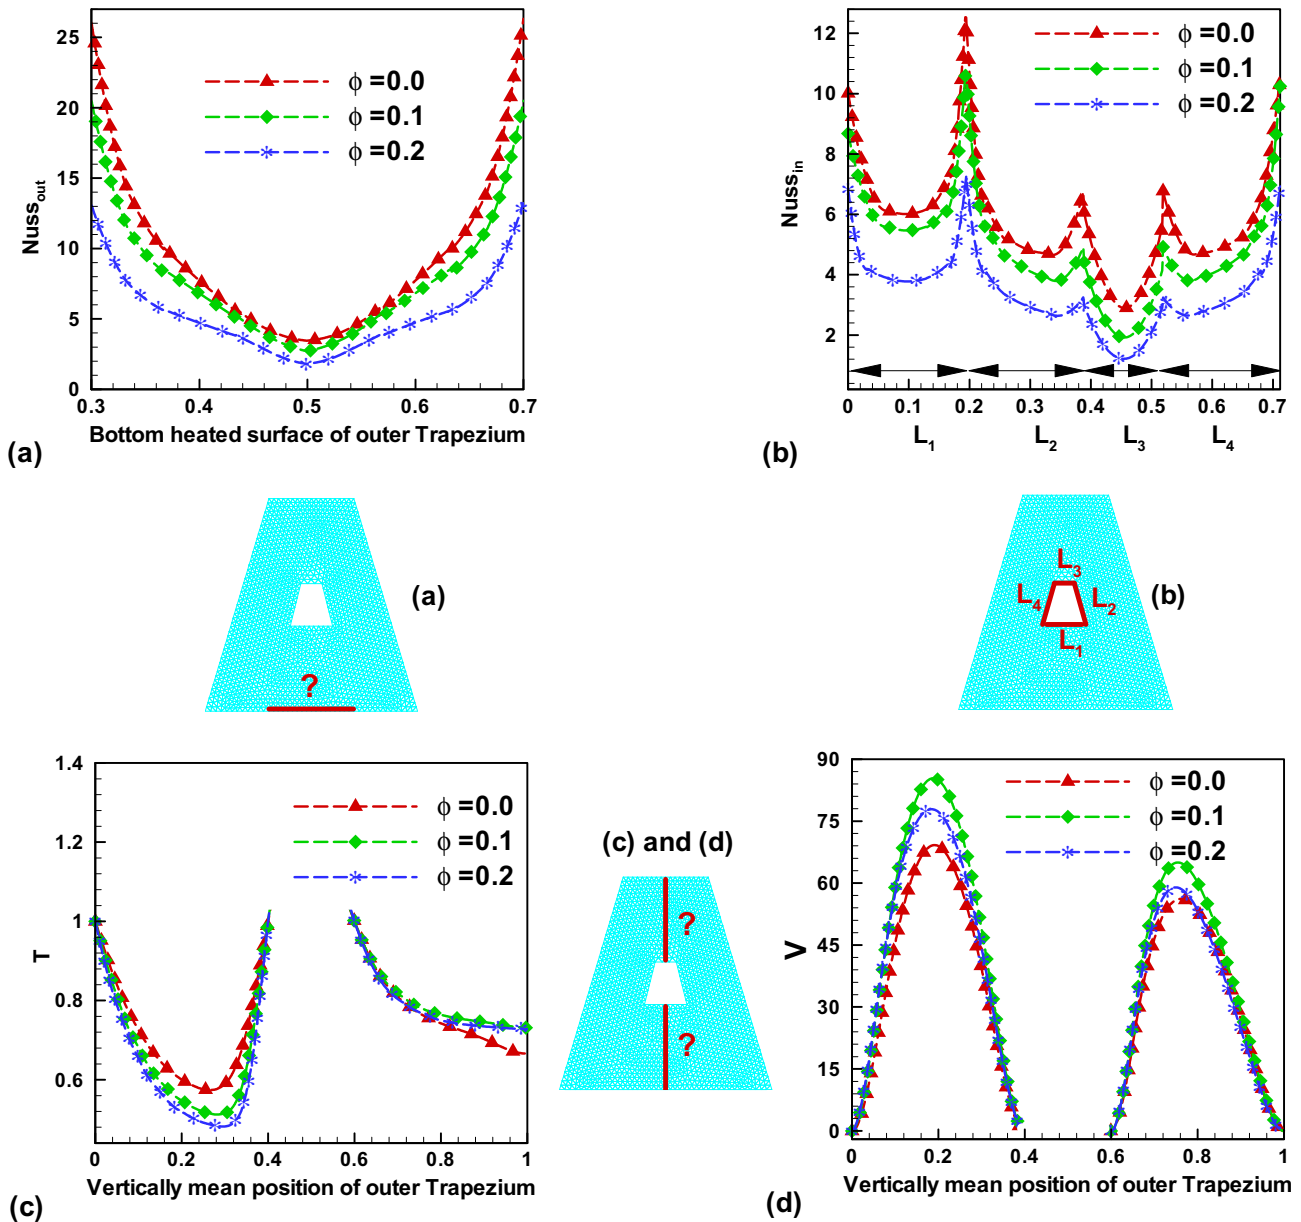 25
20
15
10
5
0
Nuss_out
ϕ=0.0
ϕ=0.1
ϕ=0.2
0.3 0.4 0.5 0.6 0.7
Bottom heated surface of outer Trapezium
(a)
12
10
8
6
4
2
Nuss_in
ϕ=0.0
ϕ=0.1
ϕ=0.2
0 0.1 0.2 0.3 0.4 0.5 0.6 0.7
L₁ L₂ L₃ L₄
(b)
(a)
?
L₃
L₄ L₂
L₁
(b)
1.4
1.2
1
0.8
0.6
T
ϕ=0.0
ϕ=0.1
ϕ=0.2
0 0.2 0.4 0.6 0.8 1
Vertically mean position of outer Trapezium
(c)
(c) and (d)
?
?
90
75
60
45
30
15
0
V
ϕ=0.0
ϕ=0.1
ϕ=0.2
0 0.2 0.4 0.6 0.8 1
Vertically mean position of outer Trapezium
(d)